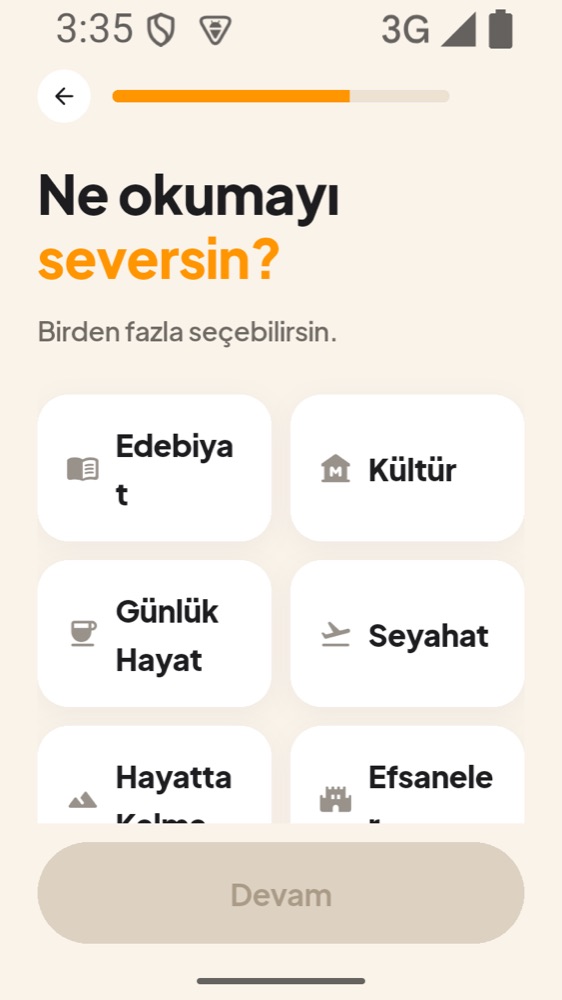 3:35 3G
Ne okumayı
seversin?
Birden fazla seçebilirsin.
Edebiya
t
Kültür
Günlük
Hayat
Seyahat
Hayatta
Efsanele
r
Devam